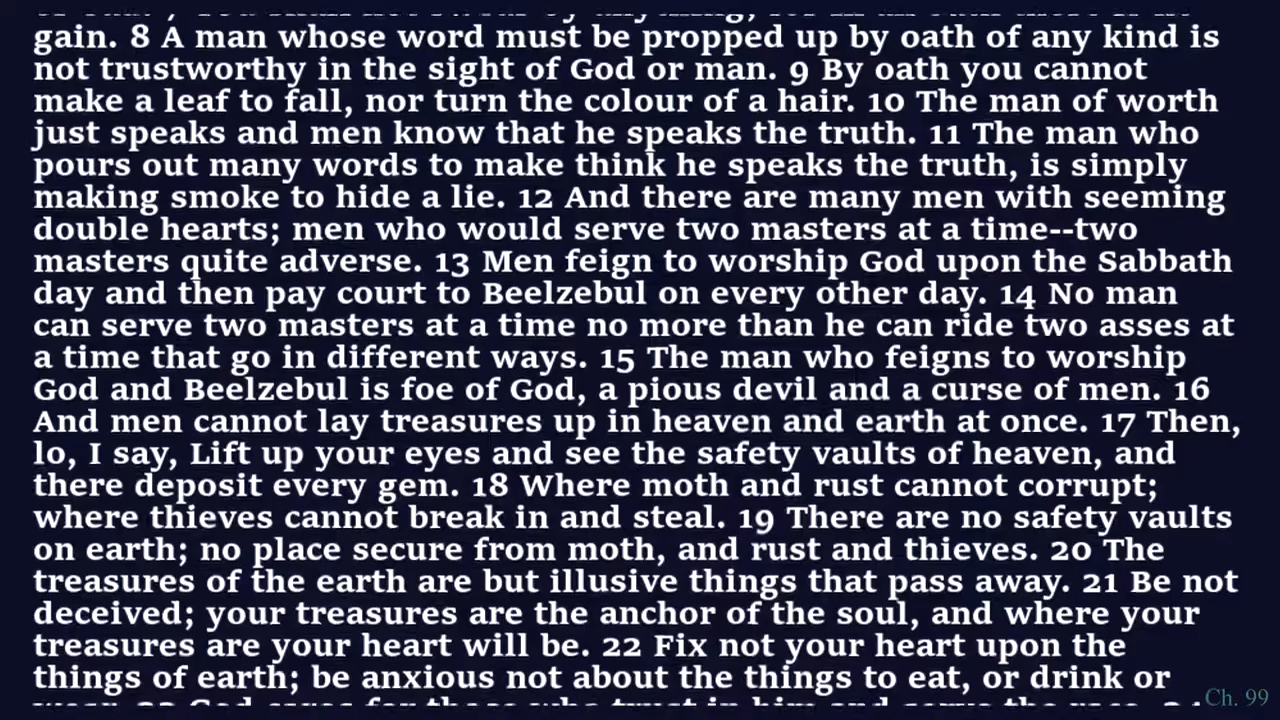 gain. 8 A man whose word must be propped up by oath of any kind is
not trustworthy in the sight of God or man. 9 By oath you cannot
make a leaf to fall, nor turn the colour of a hair. 10 The man of worth
just speaks and men know that he speaks the truth. 11 The man who
pours out many words to make think he speaks the truth, is simply
making smoke to hide a lie. 12 And there are many men with seeming
double hearts; men who would serve two masters at a time--two
masters quite adverse. 13 Men feign to worship God upon the Sabbath
day and then pay court to Beelzebul on every other day. 14 No man
can serve two masters at a time no more than he can ride two asses at
a time that go in different ways. 15 The man who feigns to worship
God and Beelzebul is foe of God, a pious devil and a curse of men. 16
And men cannot lay treasures up in heaven and earth at once. 17 Then,
lo, I say, Lift up your eyes and see the safety vaults of heaven, and
there deposit every gem. 18 Where moth and rust cannot corrupt;
where thieves cannot break in and steal. 19 There are no safety vaults
on earth; no place secure from moth, and rust and thieves. 20 The
treasures of the earth are but illusive things that pass away. 21 Be not
deceived; your treasures are the anchor of the soul, and where your
treasures are your heart will be. 22 Fix not your heart upon the
things of earth; be anxious not about the things to eat, or drink or
Ch. 99